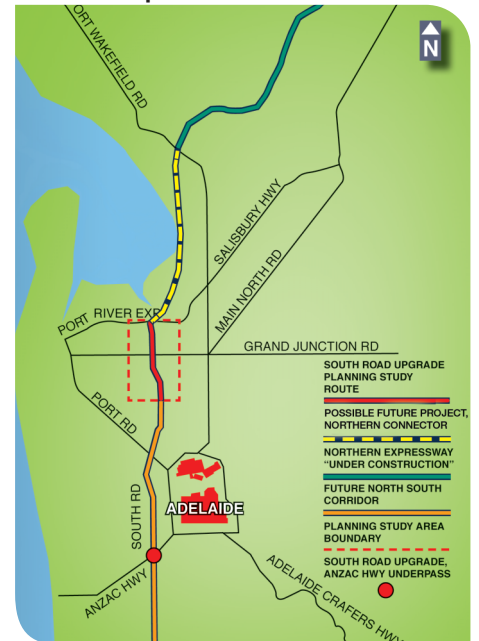 PORT WAKEFIELD RD
N
SALISBURY HWY
MAIN NORTH RD
PORT RIVER EXP
GRAND JUNCTION RD
PORT RD
SOUTH RD
ADELAIDE
ANZAC HWY
ADELAIDE CRAFERS HWY
SOUTH ROAD UPGRADE
PLANNING STUDY
ROUTE
POSSIBLE FUTURE PROJECT,
NORTHERN CONNECTOR
NORTHERN EXPRESSWAY
“UNDER CONSTRUCTION”
FUTURE NORTH SOUTH
CORRIDOR
PLANNING STUDY AREA
BOUNDARY
SOUTH ROAD UPGRADE,
ANZAC HWY UNDERPASS